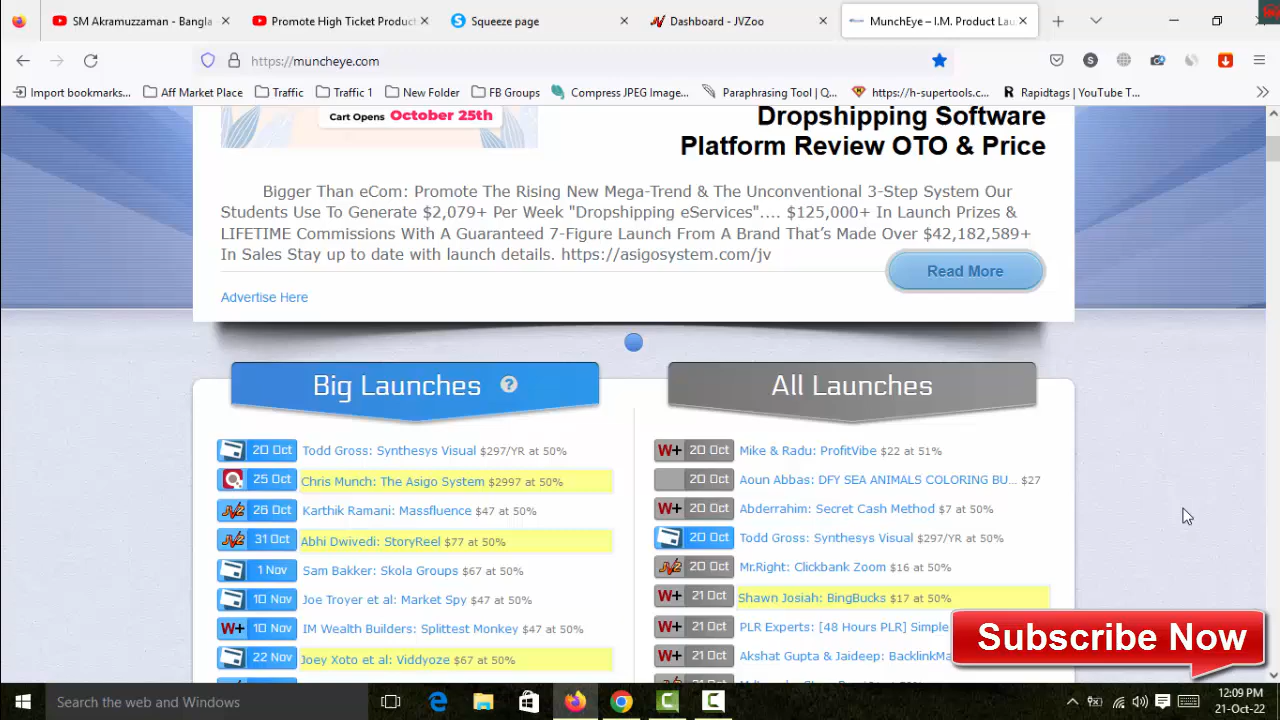 SM Akramuzzaman - Bangla
Promote High Ticket Product
Squeeze page
Dashboard - JVZoo
MunchEye – I.M. Product Lau
https://muncheye.com
Import bookmarks...
Aff Market Place
Traffic
Traffic 1
New Folder
FB Groups
Compress JPEG Image...
Paraphrasing Tool | Q...
https://h-supertools.c...
Rapidtags | YouTube T...
Cart Opens October 25th
Dropshipping Software
Platform Review OTO & Price
Bigger Than eCom: Promote The Rising New Mega-Trend & The Unconventional 3-Step System Our
Students Use To Generate $2,079+ Per Week "Dropshipping eServices".... $125,000+ In Launch Prizes &
LIFETIME Commissions With A Guaranteed 7-Figure Launch From A Brand That's Made Over $42,182,589+
In Sales Stay up to date with launch details. https://asigosystem.com/jv
Read More
Advertise Here
Big Launches ?
20 Oct Todd Gross: Synthesys Visual $297/YR at 50%
25 Oct Chris Munch: The Asigo System $2997 at 50%
26 Oct Karthik Ramani: Massfluence $47 at 50%
31 Oct Abhi Dwivedi: StoryReel $77 at 50%
1 Nov Sam Bakker: Skola Groups $67 at 50%
10 Nov Joe Troyer et al: Market Spy $47 at 50%
W+ 10 Nov IM Wealth Builders: Splittest Monkey $47 at 50%
22 Nov Joey Xoto et al: Viddyoze $67 at 50%
All Launches
W+ 20 Oct Mike & Radu: ProfitVibe $22 at 51%
20 Oct Aoun Abbas: DFY SEA ANIMALS COLORING BU... $27
W+ 20 Oct Abderrahim: Secret Cash Method $7 at 50%
20 Oct Todd Gross: Synthesys Visual $297/YR at 50%
20 Oct Mr.Right: Clickbank Zoom $16 at 50%
W+ 21 Oct Shawn Josiah: BingBucks $17 at 50%
W+ 21 Oct PLR Experts: [48 Hours PLR] Simple
W+ 21 Oct Akshat Gupta & Jaideep: BacklinkMa
Subscribe Now
Search the web and Windows
12:09 PM
21-Oct-22